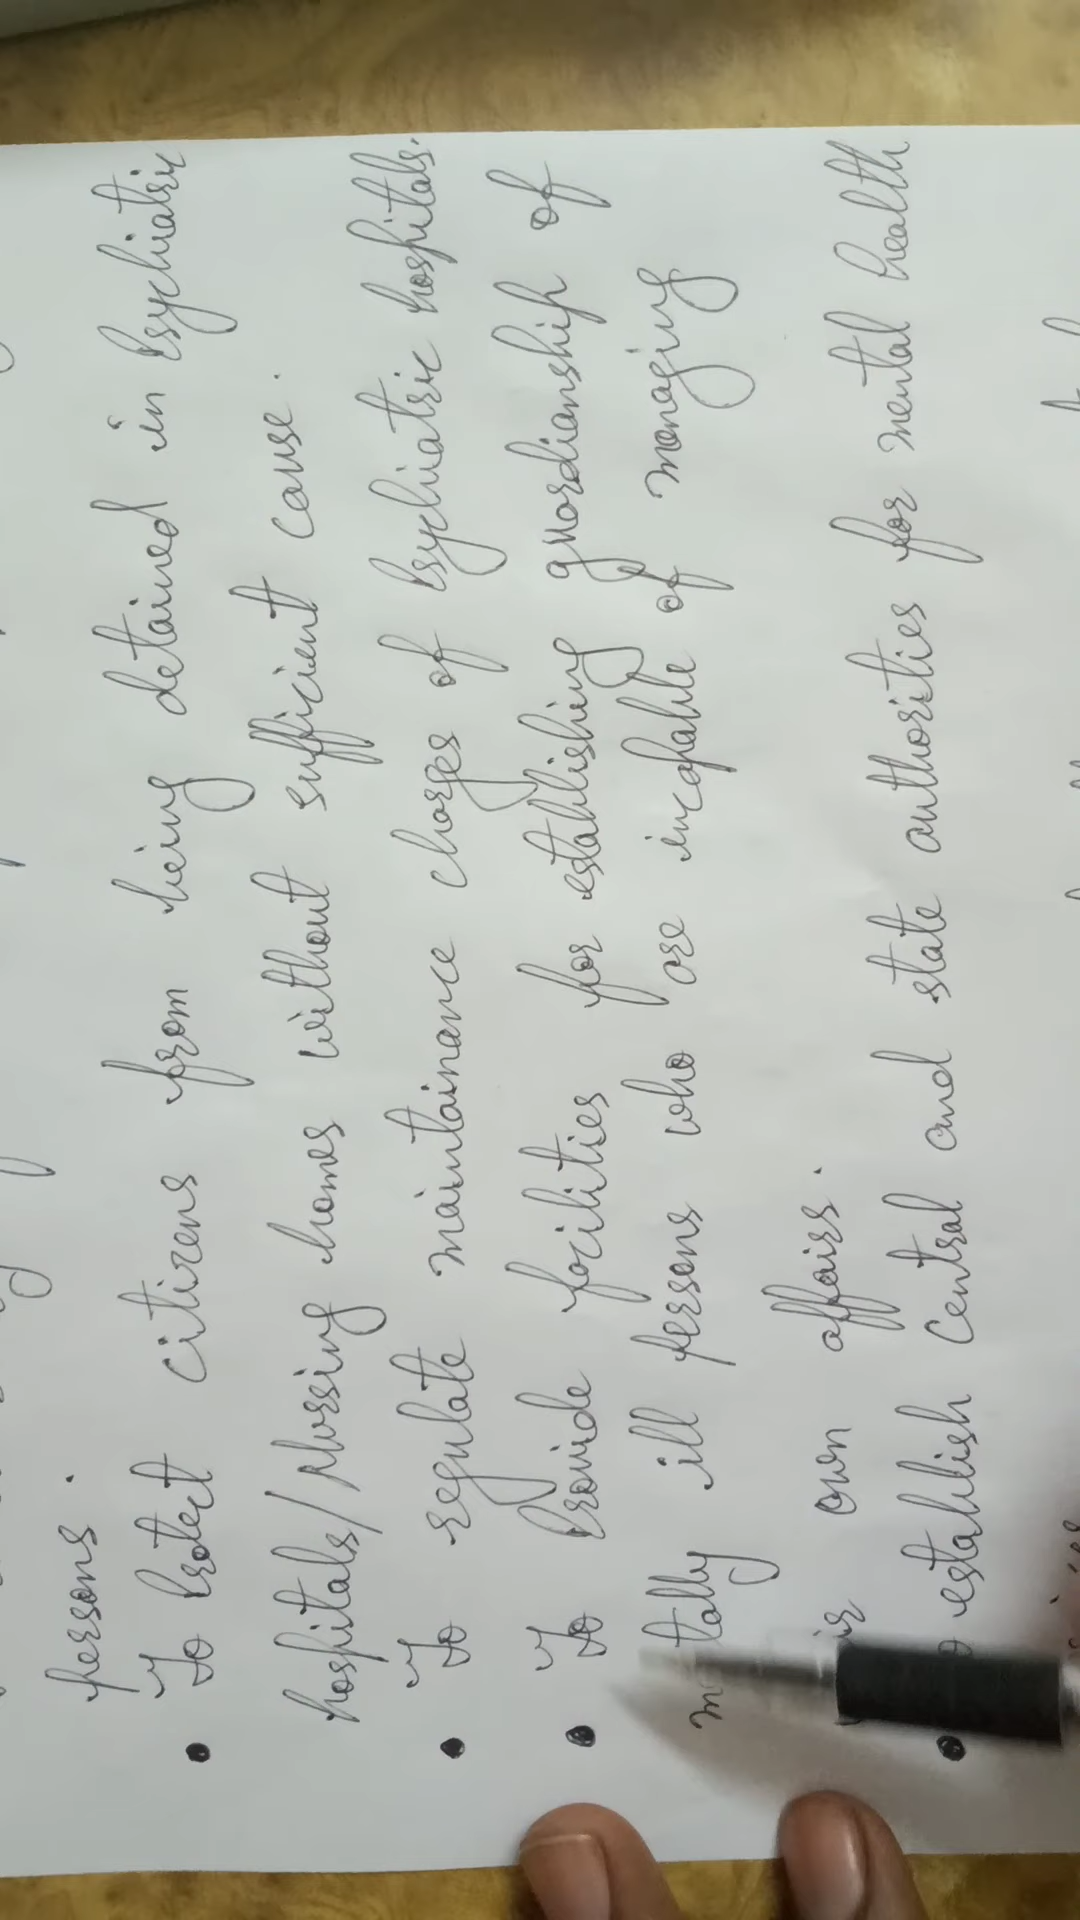 persons.
• To Protect citizens from being detained in Psychiatric
hospitals/Nursing homes without sufficient cause.
• To regulate maintainance charges of Psychiatric hospitals.
• To Provide facilities for establishing guardianship of
mentally ill persons who are incapable of managing
own affairs.
• establish Central and state authorities for mental health